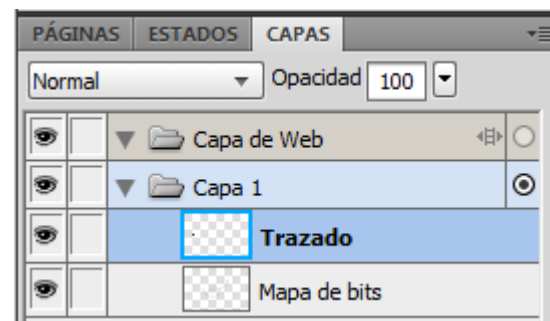 PÁGINAS ESTADOS CAPAS
Normal Opacidad 100
Capa de Web
Capa 1
Trazado
Mapa de bits